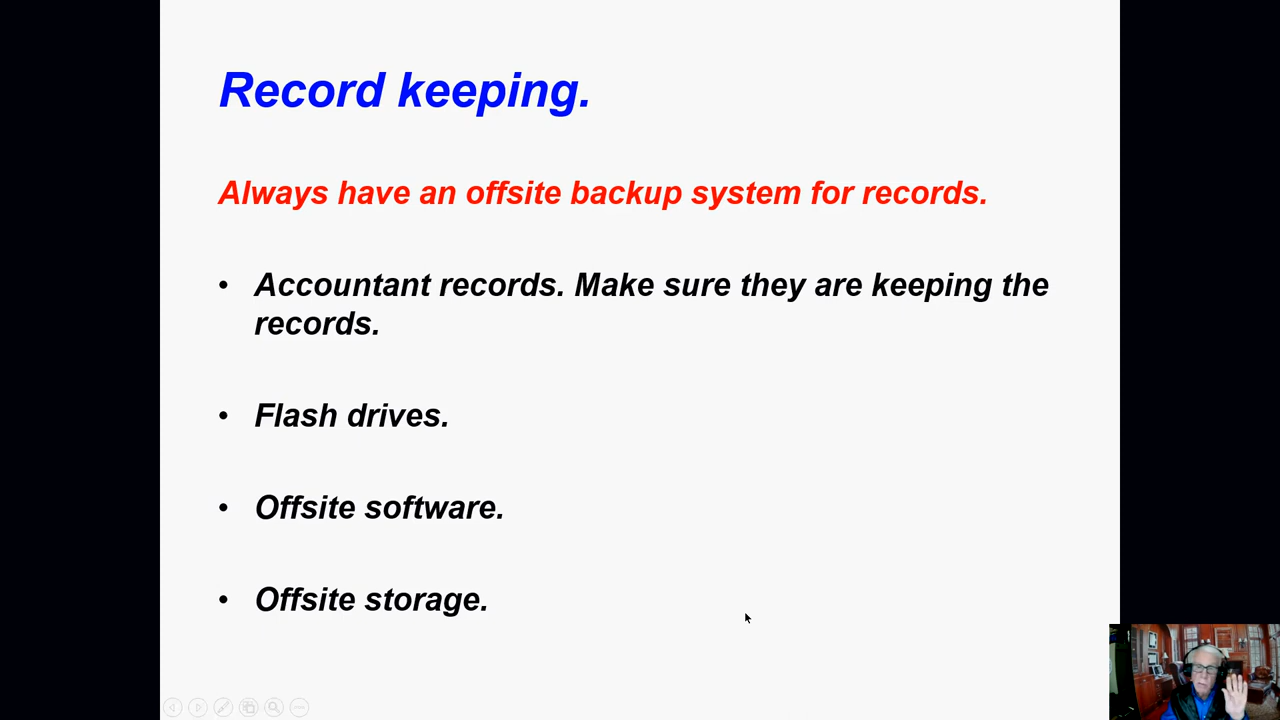 Record keeping.
Always have an offsite backup system for records.
• Accountant records. Make sure they are keeping the
records.
• Flash drives.
• Offsite software.
• Offsite storage.